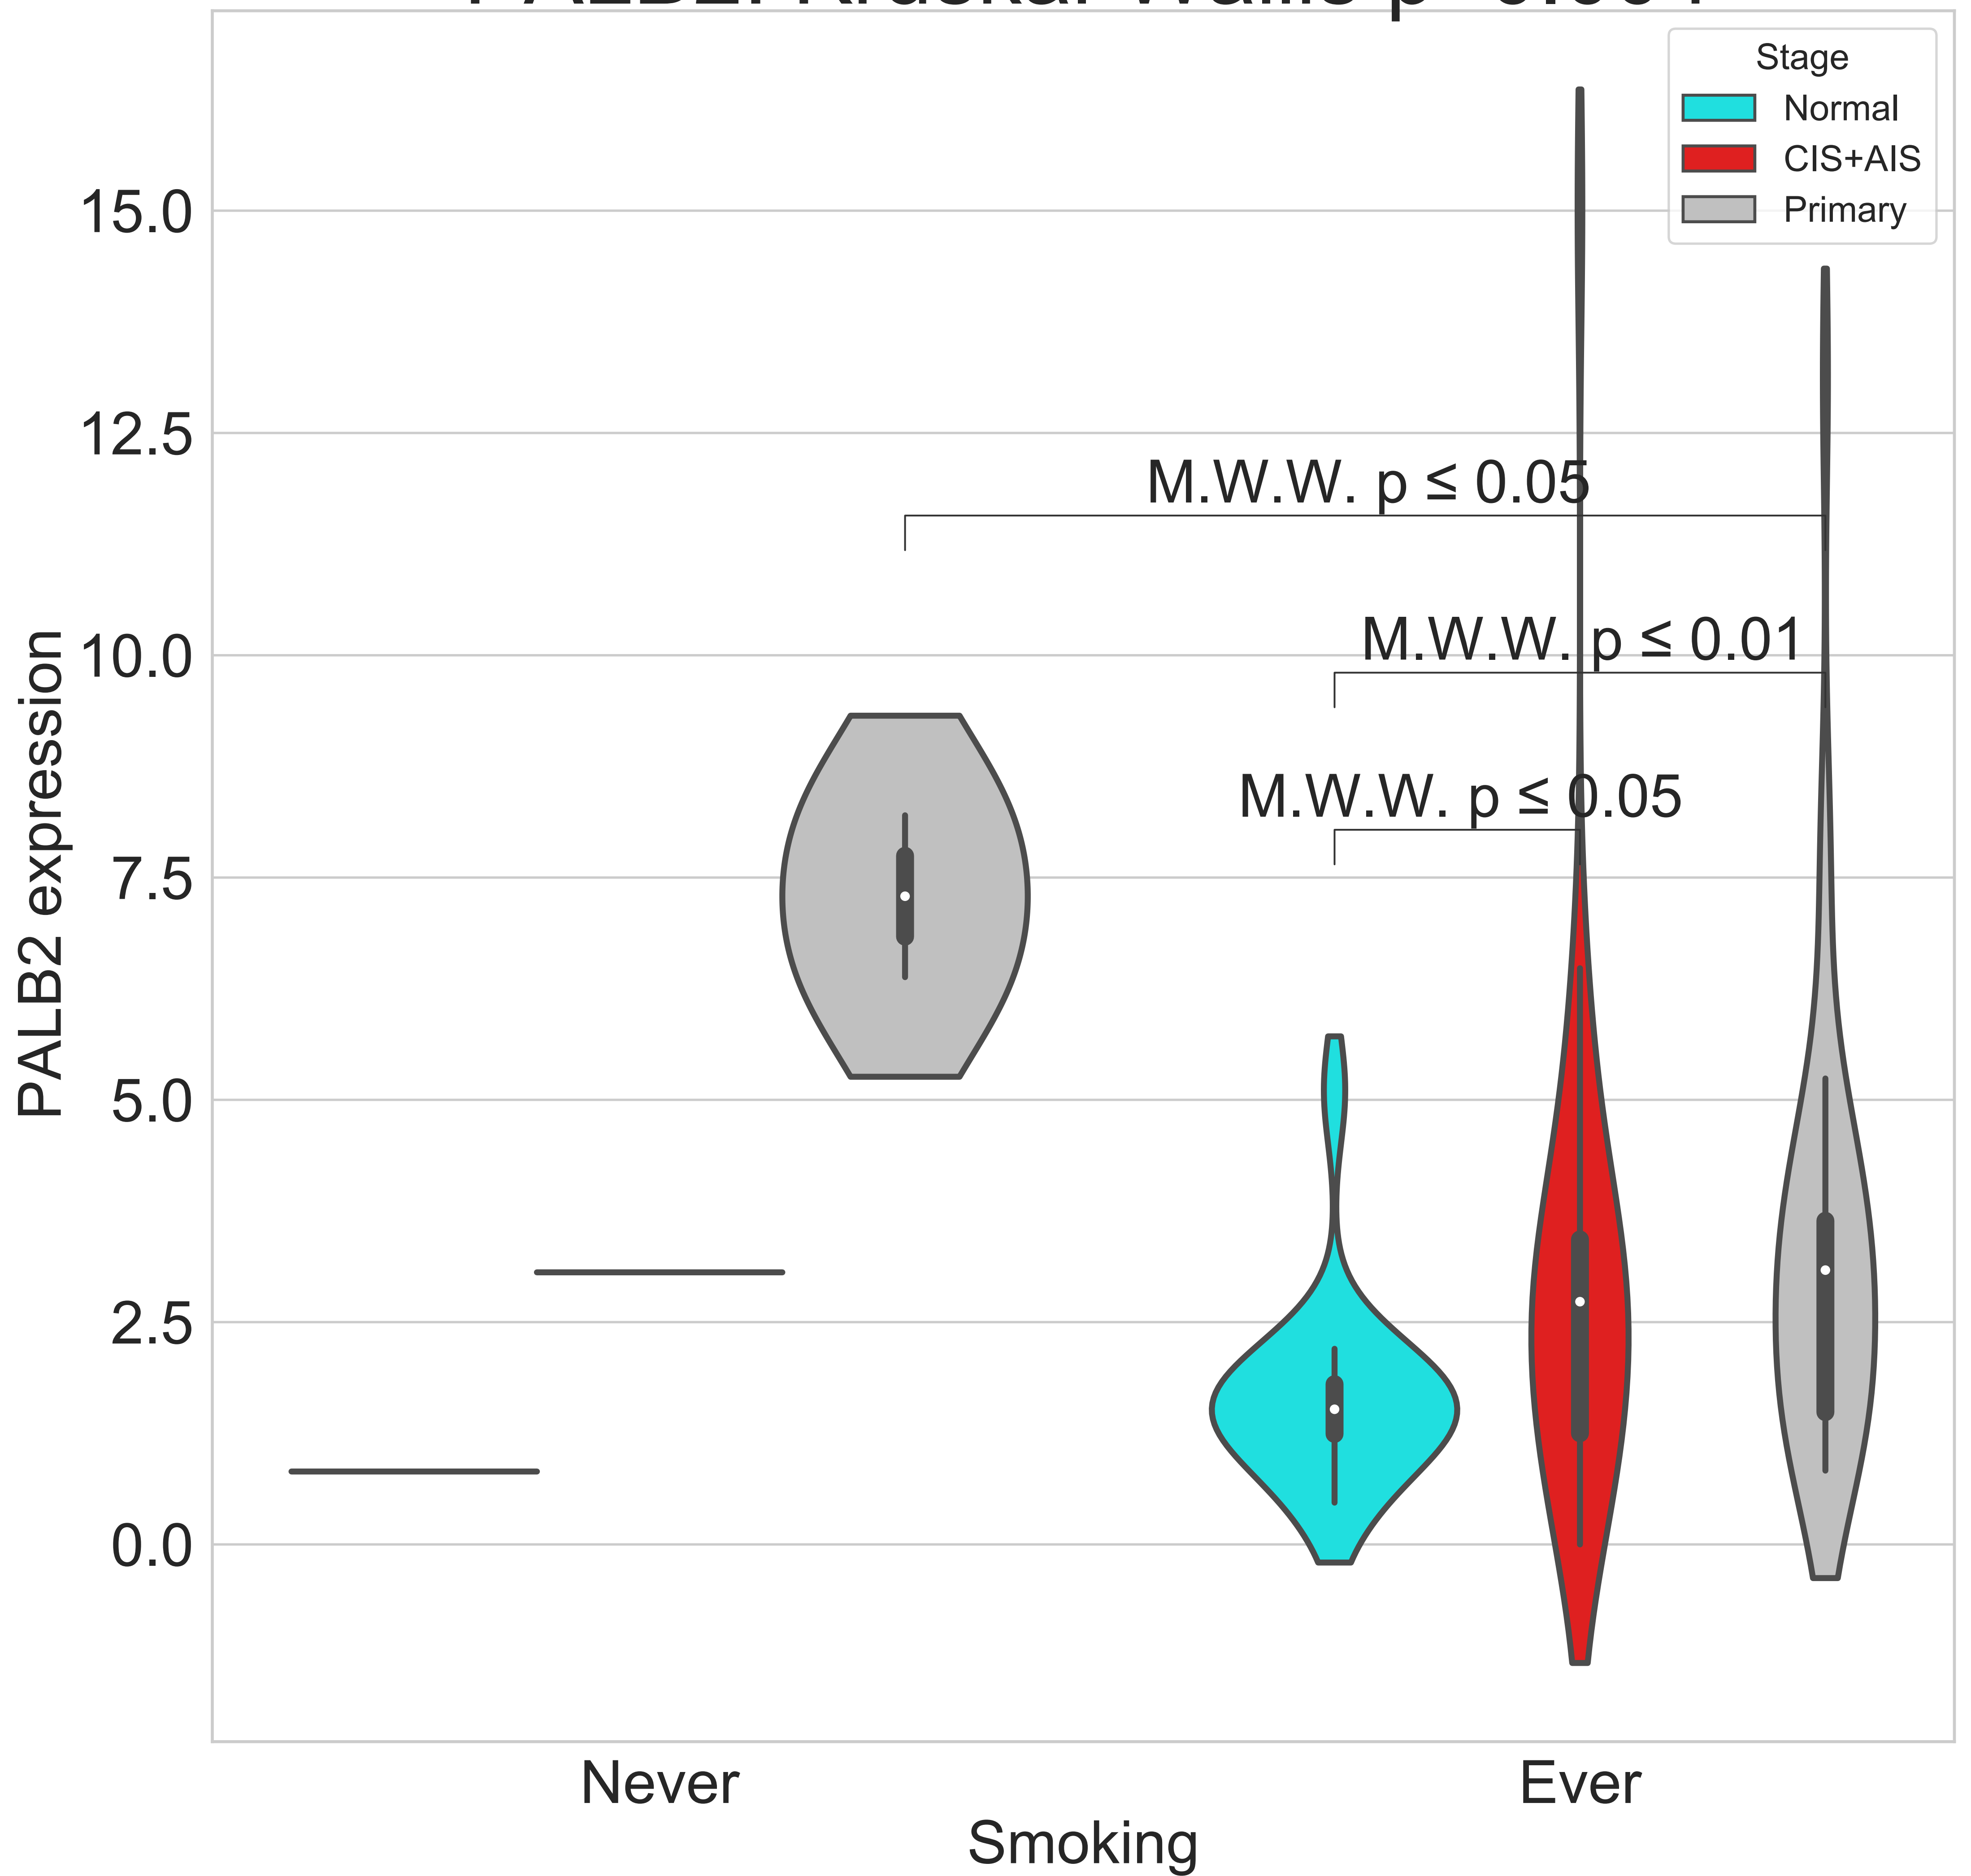 Stage
Normal
CIS+AIS
Primary
15.0
12.5
10.0
7.5
5.0
2.5
0.0
PALB2 expression
M.W.W. p ≤ 0.05
M.W.W. p ≤ 0.01
M.W.W. p ≤ 0.05
Never
Ever
Smoking